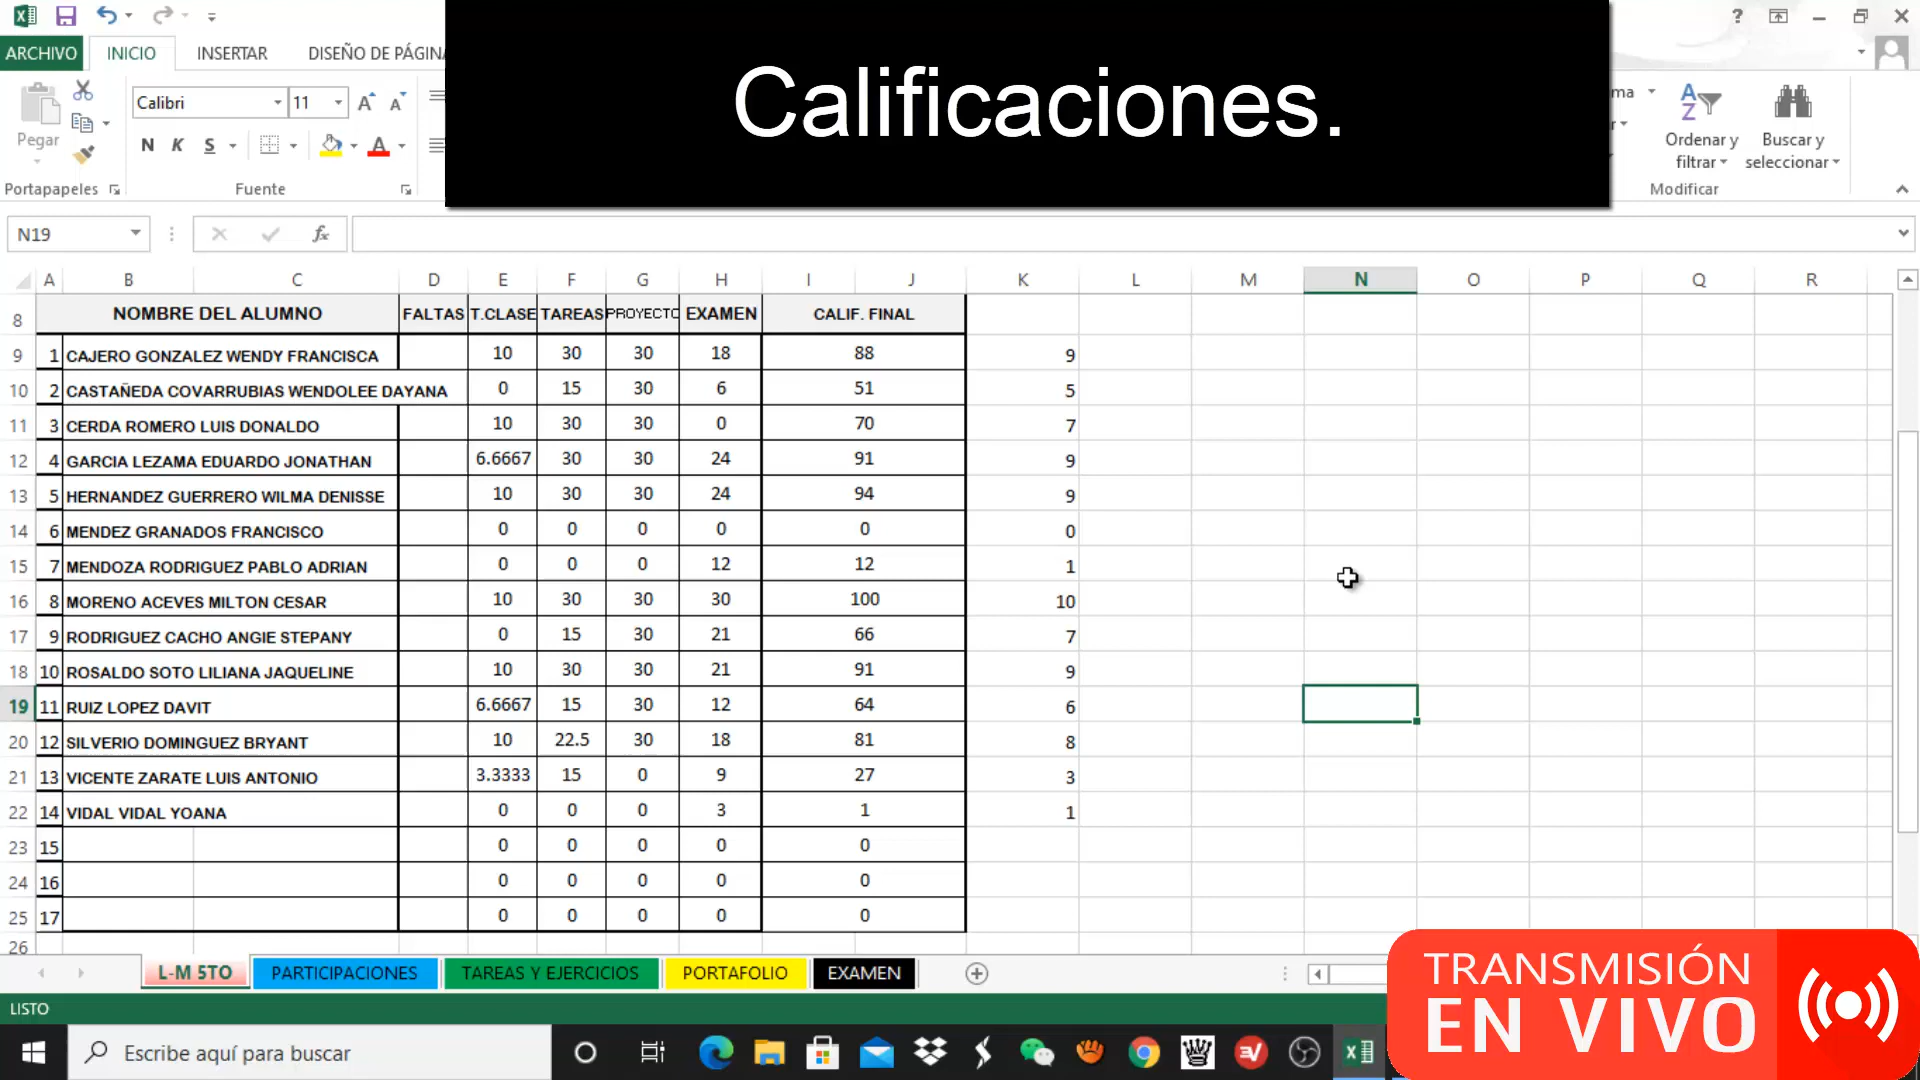 Calificaciones.
ARCHIVO INICIO INSERTAR DISEÑO DE PÁGINA
Calibri 11
Pegar
N K S
Ordenar y filtrar
Buscar y seleccionar
Portapapeles Fuente Modificar
N19 fx
A B C D E F G H I J K L M N O P Q R
8 NOMBRE DEL ALUMNO FALTAS T.CLASE TAREAS PROYECTO EXAMEN CALIF. FINAL
9 1 CAJERO GONZALEZ WENDY FRANCISCA 10 30 30 18 88 9
10 2 CASTAÑEDA COVARRUBIAS WENDOLEE DAYANA 0 15 30 6 51 5
11 3 CERDA ROMERO LUIS DONALDO 10 30 30 0 70 7
12 4 GARCIA LEZAMA EDUARDO JONATHAN 6.6667 30 30 24 91 9
13 5 HERNANDEZ GUERRERO WILMA DENISSE 10 30 30 24 94 9
14 6 MENDEZ GRANADOS FRANCISCO 0 0 0 0 0 0
15 7 MENDOZA RODRIGUEZ PABLO ADRIAN 0 0 0 12 12 1
16 8 MORENO ACEVES MILTON CESAR 10 30 30 30 100 10
17 9 RODRIGUEZ CACHO ANGIE STEPANY 0 15 30 21 66 7
18 10 ROSALDO SOTO LILIANA JAQUELINE 10 30 30 21 91 9
19 11 RUIZ LOPEZ DAVIT 6.6667 15 30 12 64 6
20 12 SILVERIO DOMINGUEZ BRYANT 10 22.5 30 18 81 8
21 13 VICENTE ZARATE LUIS ANTONIO 3.3333 15 0 9 27 3
22 14 VIDAL VIDAL YOANA 0 0 0 3 1 1
23 15 0 0 0 0 0
24 16 0 0 0 0 0
25 17 0 0 0 0 0
26
L-M 5TO PARTICIPACIONES TAREAS Y EJERCICIOS PORTAFOLIO EXAMEN
LISTO
Escribe aquí para buscar
TRANSMISIÓN
EN VIVO